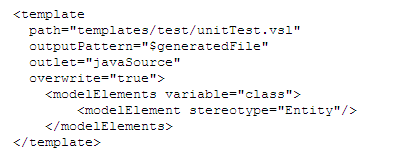 <template
path="templates/test/unitTest.vsl"
outputPattern="$generatedFile"
outlet="javaSource"
overwrite="true">
<modelElements variable="class">
<modelElement stereotype="Entity"/>
</modelElements>
</template>